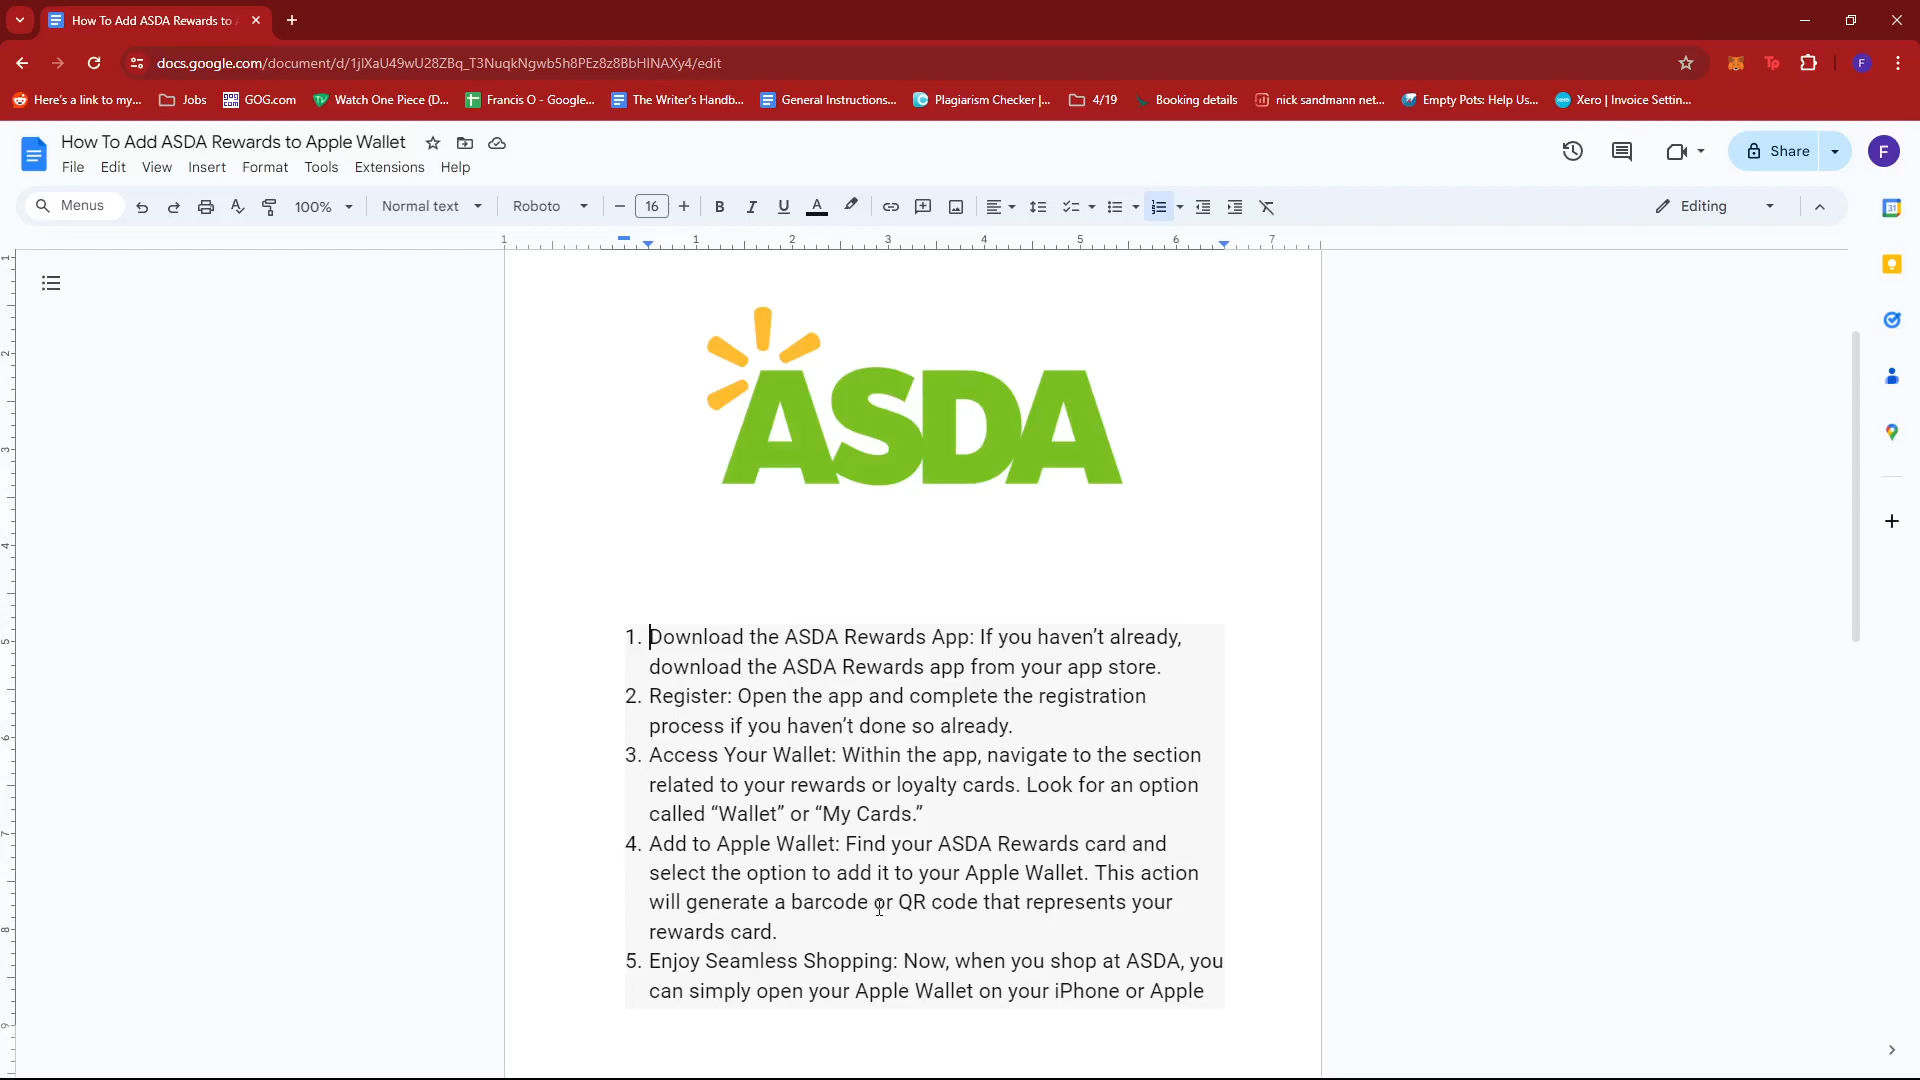 How To Add ASDA Rewards to
docs.google.com/document/d/1jlXaU49wU28ZBq_T3NuqkNgwb5h8PEz8z8BbHINAXy4/edit
Here's a link to my... Jobs GOG.com Watch One Piece (D... Francis O - Google... The Writer's Handb... General Instructions... Plagiarism Checker |... 4/19 Booking details nick sandmann net... Empty Pots: Help Us... Xero | Invoice Settin...
How To Add ASDA Rewards to Apple Wallet
File Edit View Insert Format Tools Extensions Help
Share
F
Menus 100% Normal text Roboto 16 B I U A Editing
1 1 2 3 4 5 6 7
ASDA
1. Download the ASDA Rewards App: If you haven’t already,
download the ASDA Rewards app from your app store.
2. Register: Open the app and complete the registration
process if you haven’t done so already.
3. Access Your Wallet: Within the app, navigate to the section
related to your rewards or loyalty cards. Look for an option
called “Wallet” or “My Cards.”
4. Add to Apple Wallet: Find your ASDA Rewards card and
select the option to add it to your Apple Wallet. This action
will generate a barcode or QR code that represents your
rewards card.
5. Enjoy Seamless Shopping: Now, when you shop at ASDA, you
can simply open your Apple Wallet on your iPhone or Apple